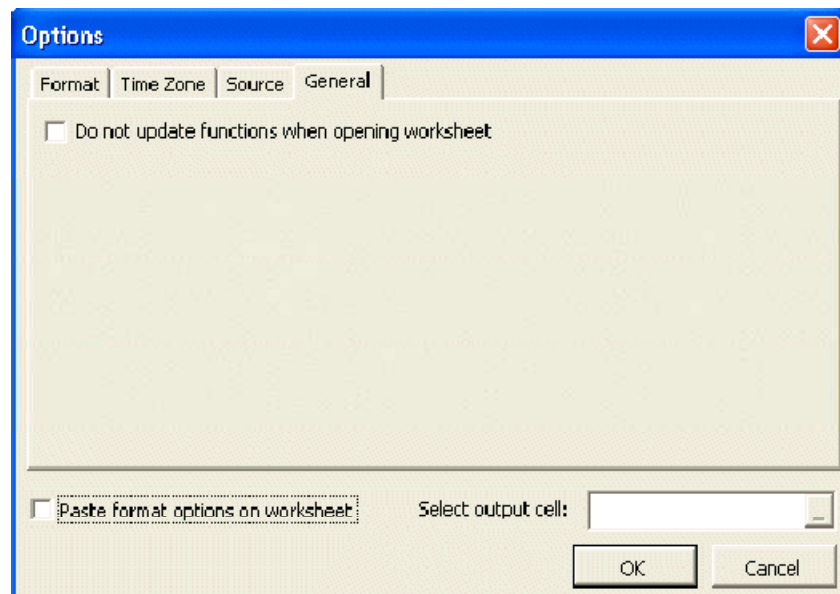 Options
Format Time Zone Source General
Do not update functions when opening worksheet
Paste format options on worksheet Select output cell: _
OK Cancel